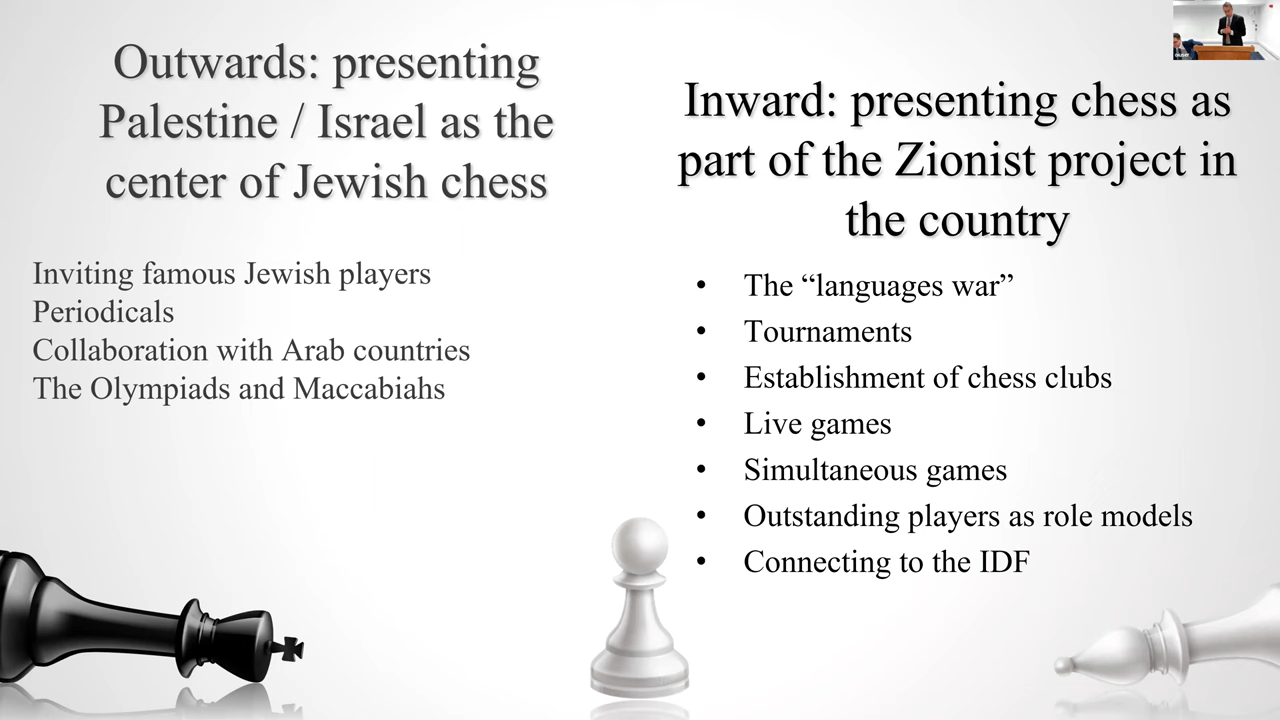 Outwards: presenting
Palestine / Israel as the
center of Jewish chess
Inviting famous Jewish players
Periodicals
Collaboration with Arab countries
The Olympiads and Maccabiahs
Inward: presenting chess as
part of the Zionist project in
the country
• The “languages war”
• Tournaments
• Establishment of chess clubs
• Live games
• Simultaneous games
• Outstanding players as role models
• Connecting to the IDF